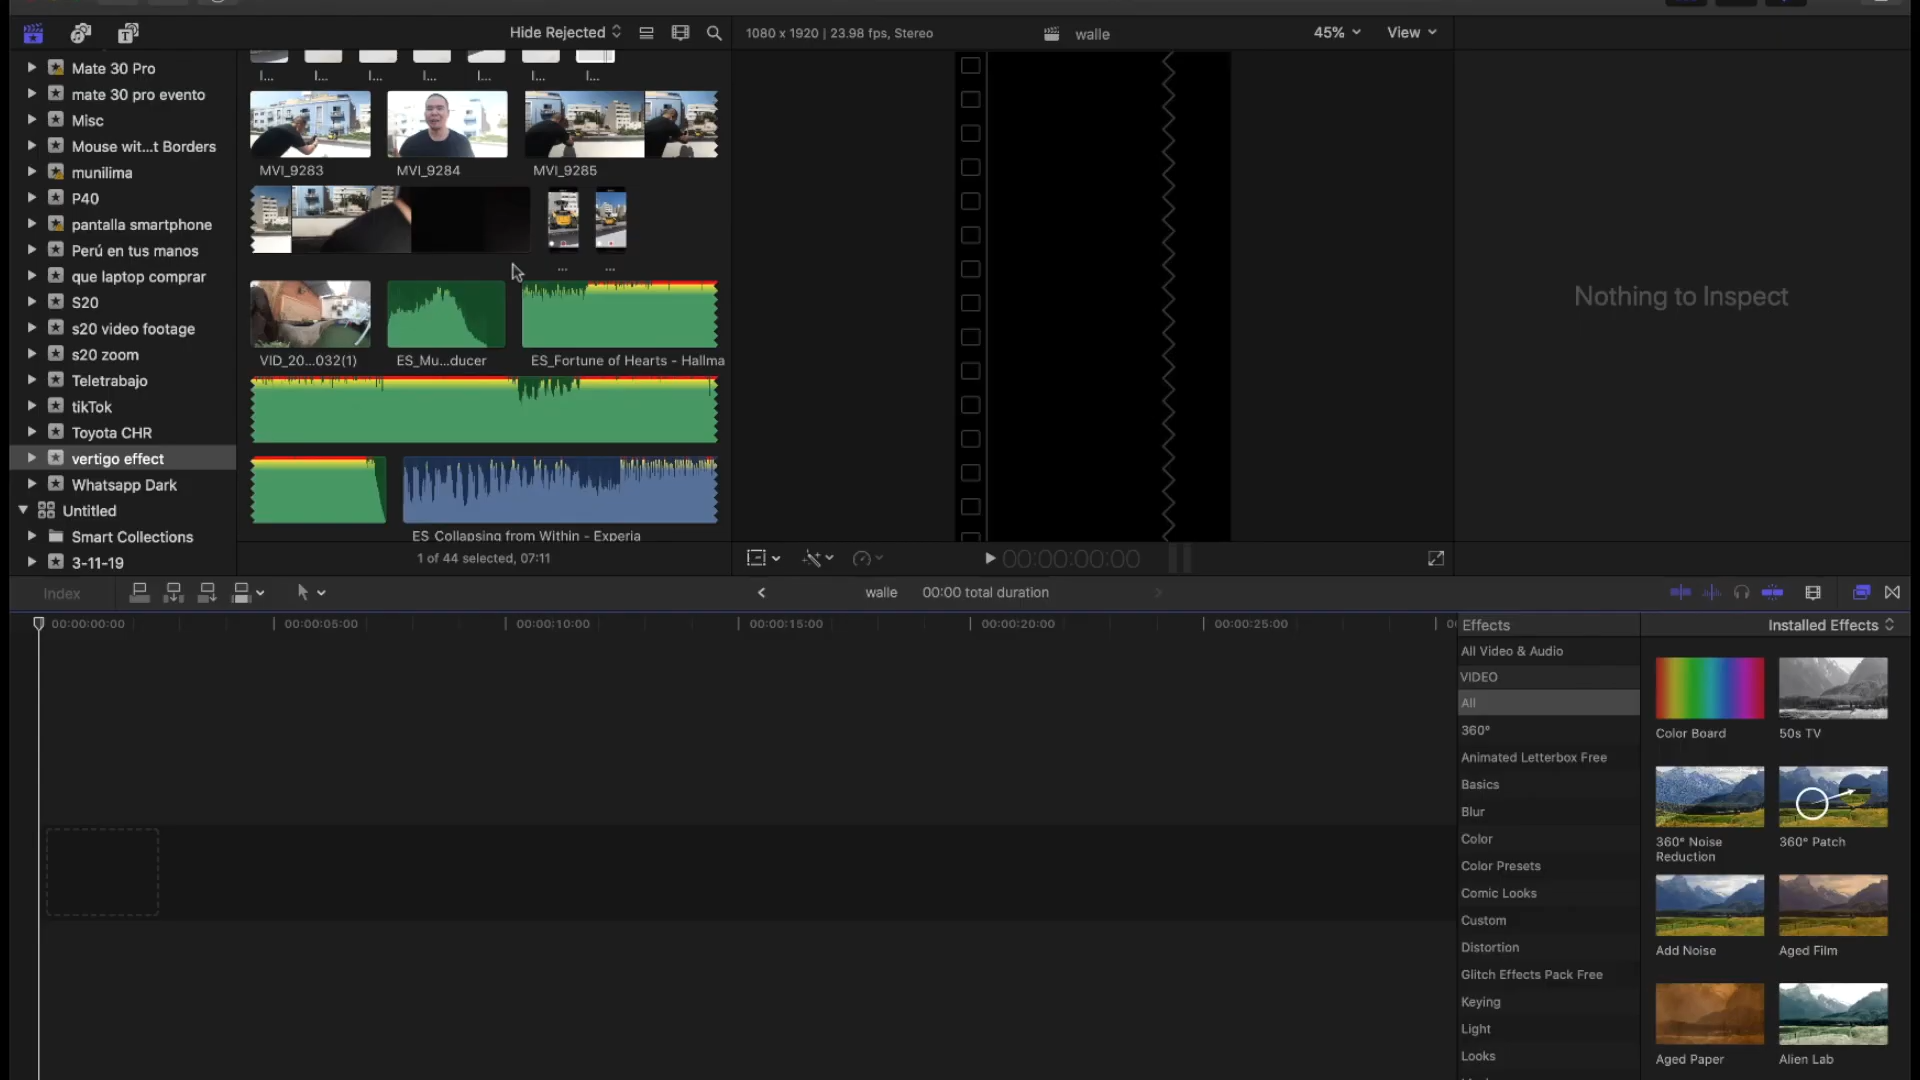 Hide Rejected
1080 x 1920 | 23.98 fps, Stereo
walle
45%
View
Mate 30 Pro
mate 30 pro evento
Misc
Mouse wit...t Borders
munilima
P40
pantalla smartphone
Perú en tus manos
que laptop comprar
S20
s20 video footage
s20 zoom
Teletrabajo
tikTok
Toyota CHR
vertigo effect
Whatsapp Dark
Untitled
Smart Collections
3-11-19
I...
I...
I...
I...
I...
I...
I...
MVI_9283
MVI_9284
MVI_9285
...
...
VID_20...032(1)
ES_Mu...ducer
ES_Fortune of Hearts - Hallma
ES_Collapsing from Within - Experia
1 of 44 selected, 07:11
00:00:00:00
Nothing to Inspect
Index
walle
00:00 total duration
00:00:00:00
00:00:05:00
00:00:10:00
00:00:15:00
00:00:20:00
00:00:25:00
Effects
Installed Effects
All Video & Audio
VIDEO
All
360°
Animated Letterbox Free
Basics
Blur
Color
Color Presets
Comic Looks
Custom
Distortion
Glitch Effects Pack Free
Keying
Light
Looks
Color Board
50s TV
360° Noise
Reduction
360° Patch
Add Noise
Aged Film
Aged Paper
Alien Lab